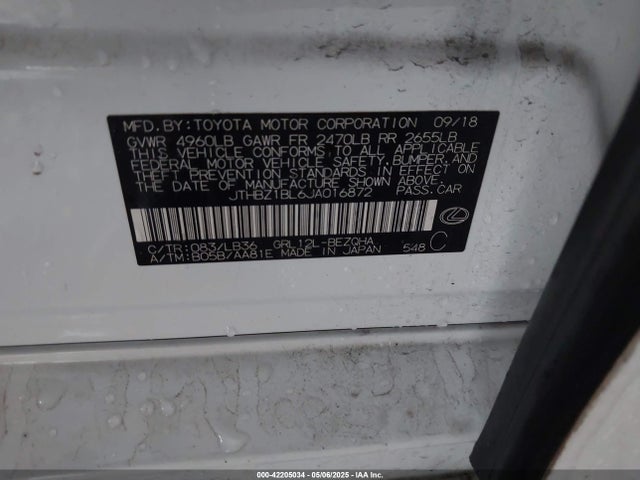 MFD. BY: TOYOTA MOTOR CORPORATION 09/18
GVWR 4960LB GAWR FR 2470LB RR 2655LB
THIS VEHICLE CONFORMS TO ALL APPLICABLE
FEDERAL MOTOR VEHICLE SAFETY, BUMPER, AND
THEFT PREVENTION STANDARDS IN EFFECT ON
THE DATE OF MANUFACTURE SHOWN ABOVE.
JTHBZ1BL6JA016872 PASS.CAR
C/TR: 083/LB36 GRL12L-BEZQHA
A/TM: B05B/AA81E MADE IN JAPAN 548 C
000-42205034 - 05/06/2025 - IAA Inc.